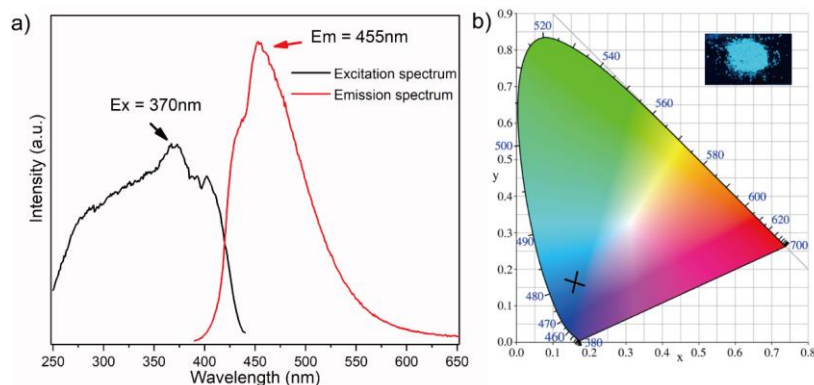 a)
Em = 455nm
Excitation spectrum
Emission spectrum
Ex = 370nm
Intensity (a.u.)
250 300 350 400 450 500 550 600 650
Wavelength (nm)
b)
0.9
0.8
0.7
0.6
0.5
y
0.4
0.3
0.2
0.1
0.0
0.0 0.1 0.2 0.3 0.4 0.5 0.6 0.7 0.8
x
520
540
560
580
600
620
700
500
490
480
470
460
380